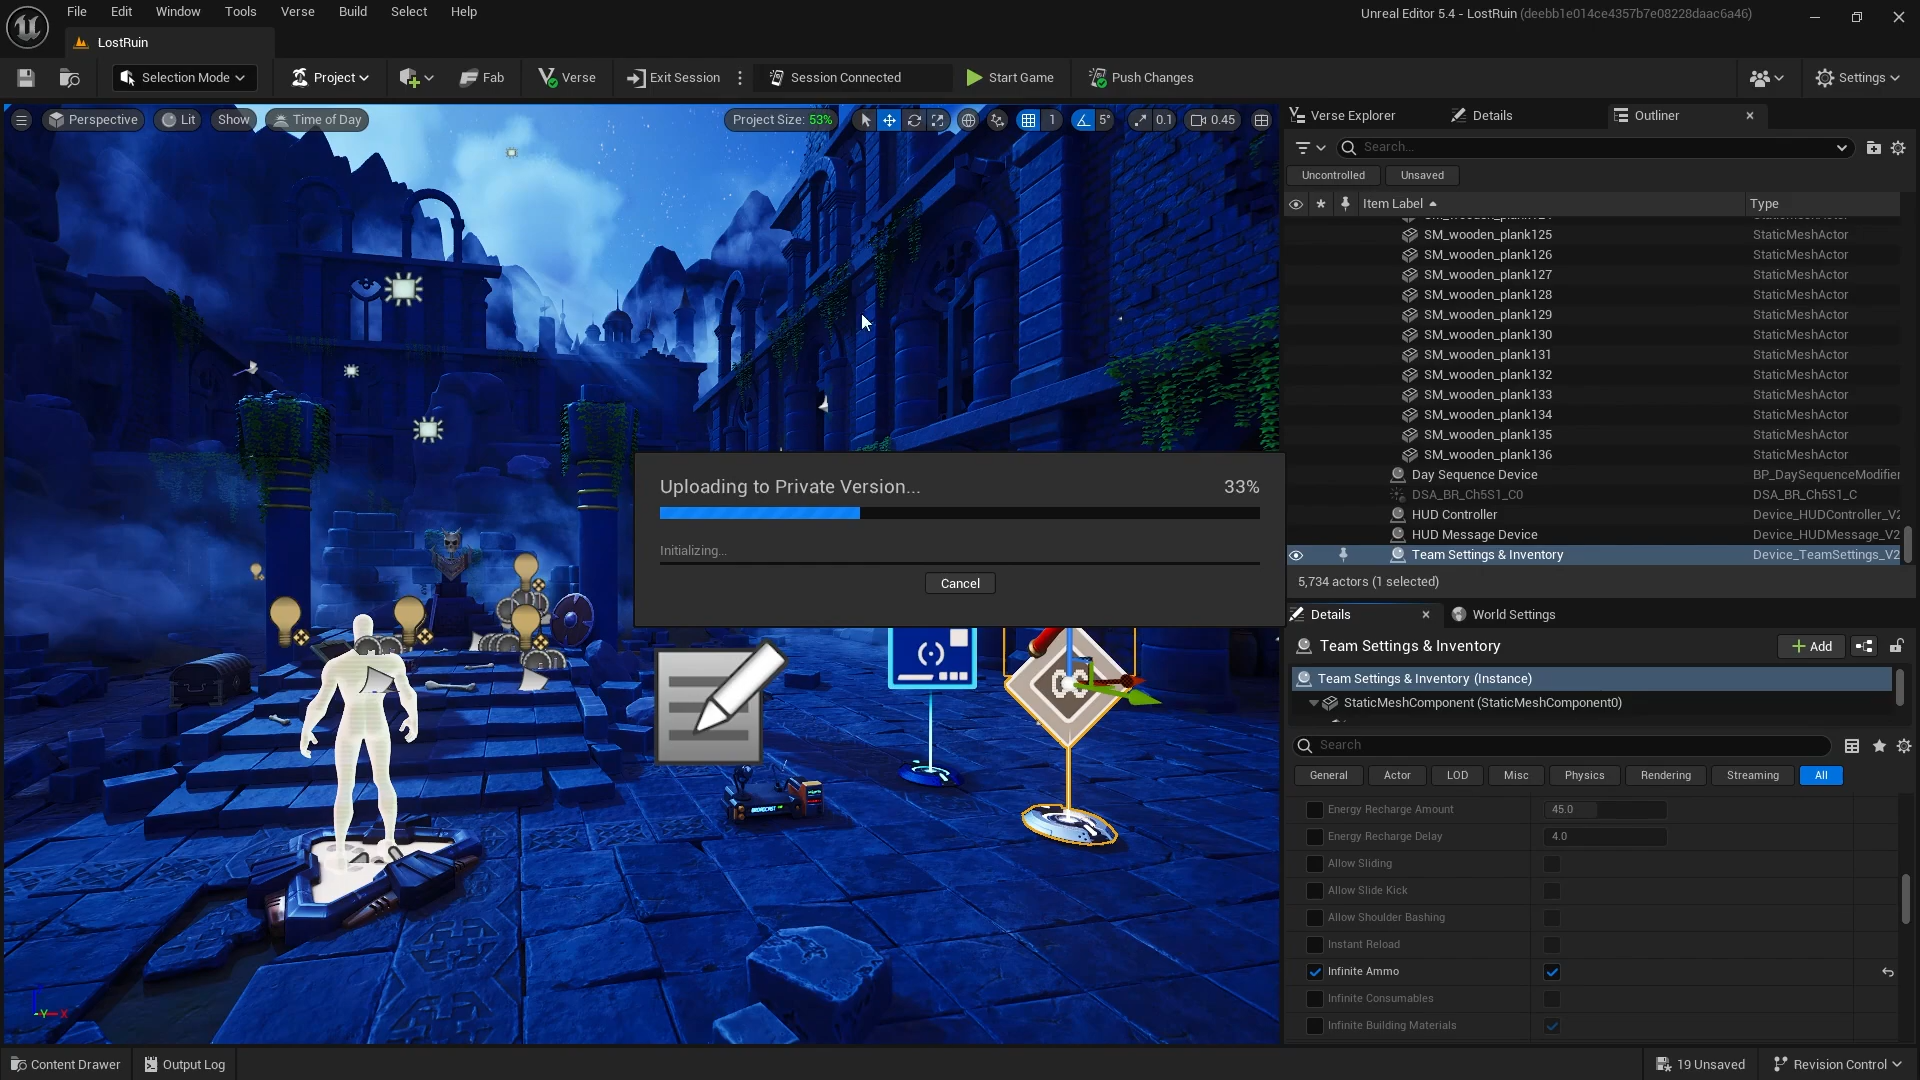 File Edit Window Tools Verse Build Select Help
Unreal Editor 5.4 - LostRuin (deebb1e014ce4357b7e08228daac6a46)
LostRuin
Selection Mode
Project
Fab
Verse
Exit Session
Session Connected
Start Game
Push Changes
Settings
Perspective
Lit
Show
Time of Day
Project Size: 53%
1
5°
0.1
0.45
Verse Explorer
Details
Outliner
Search...
Uncontrolled
Unsaved
Item Label
Type
SM_wooden_plank125 StaticMeshActor
SM_wooden_plank126 StaticMeshActor
SM_wooden_plank127 StaticMeshActor
SM_wooden_plank128 StaticMeshActor
SM_wooden_plank129 StaticMeshActor
SM_wooden_plank130 StaticMeshActor
SM_wooden_plank131 StaticMeshActor
SM_wooden_plank132 StaticMeshActor
SM_wooden_plank133 StaticMeshActor
SM_wooden_plank134 StaticMeshActor
SM_wooden_plank135 StaticMeshActor
SM_wooden_plank136 StaticMeshActor
Day Sequence Device BP_DaySequenceModifier
DSA_BR_Ch5S1_C0 DSA_BR_Ch5S1_C
HUD Controller Device_HUDController_V2
HUD Message Device Device_HUDMessage_V2
Team Settings & Inventory Device_TeamSettings_V2
5,734 actors (1 selected)
Uploading to Private Version... 33%
Initializing...
Cancel
Details
World Settings
Team Settings & Inventory
Add
Team Settings & Inventory (Instance)
StaticMeshComponent (StaticMeshComponent0)
Search
General Actor LOD Misc Physics Rendering Streaming All
Energy Recharge Amount 45.0
Energy Recharge Delay 4.0
Allow Sliding
Allow Slide Kick
Allow Shoulder Bashing
Instant Reload
Infinite Ammo
Infinite Consumables
Infinite Building Materials
Content Drawer
Output Log
19 Unsaved
Revision Control